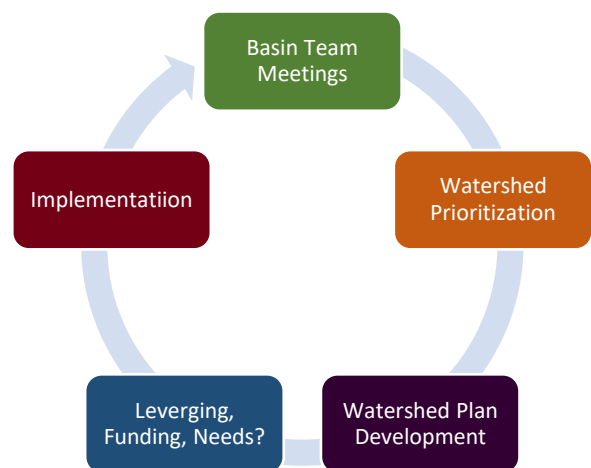 Basin Team
Meetings
Watershed
Prioritization
Watershed Plan
Development
Leverging,
Funding, Needs?
Implementatiion